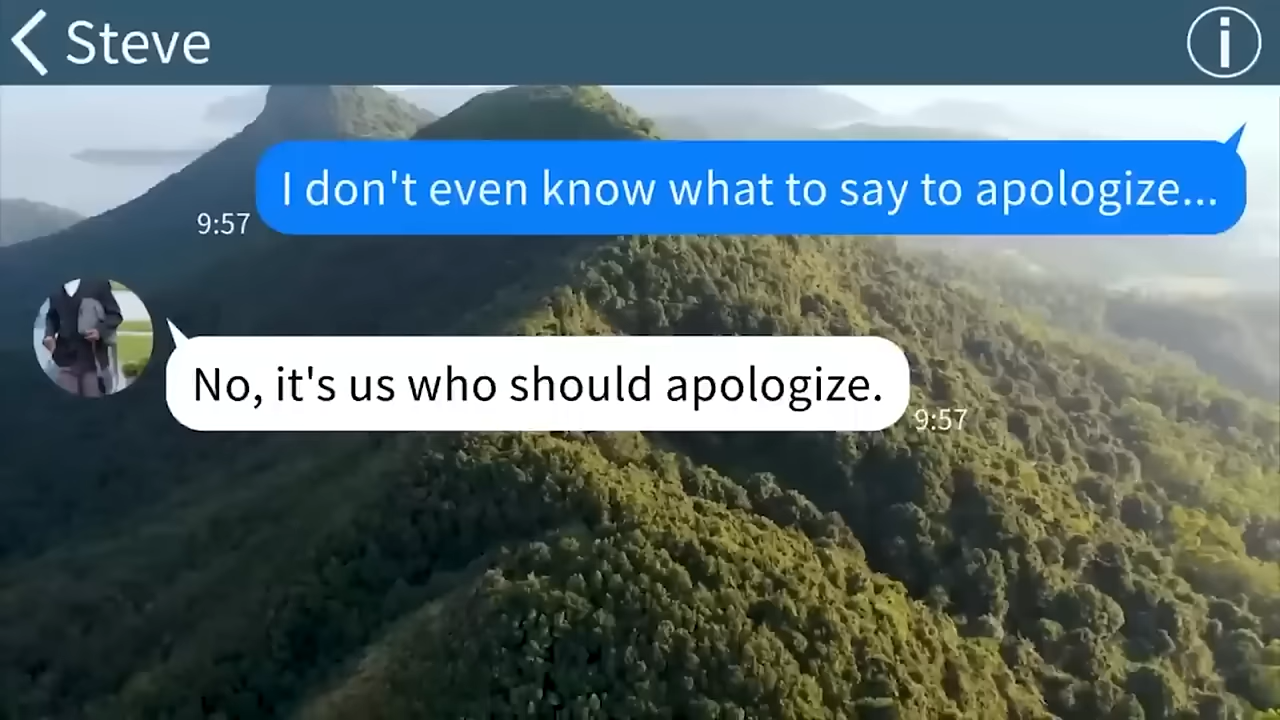 Steve
I don't even know what to say to apologize...
9:57
No, it's us who should apologize.
9:57